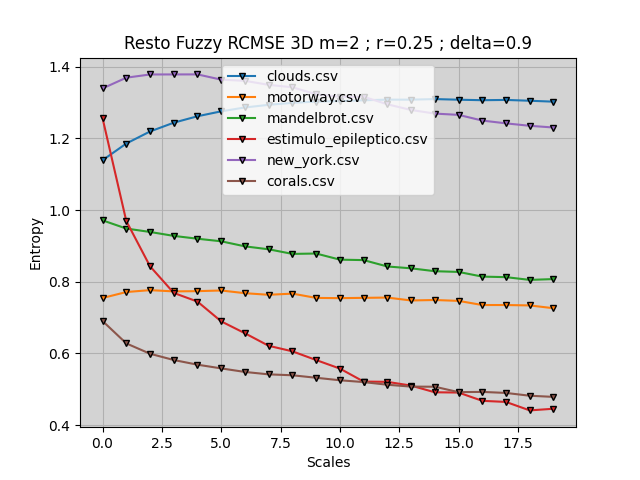 Resto Fuzzy RCMSE 3D m=2 ; r=0.25 ; delta=0.9
1.4
1.2
1.0
0.8
0.6
0.4
Entropy
clouds.csv
motorway.csv
mandelbrot.csv
estimulo_epileptico.csv
new_york.csv
corals.csv
0.0 2.5 5.0 7.5 10.0 12.5 15.0 17.5
Scales